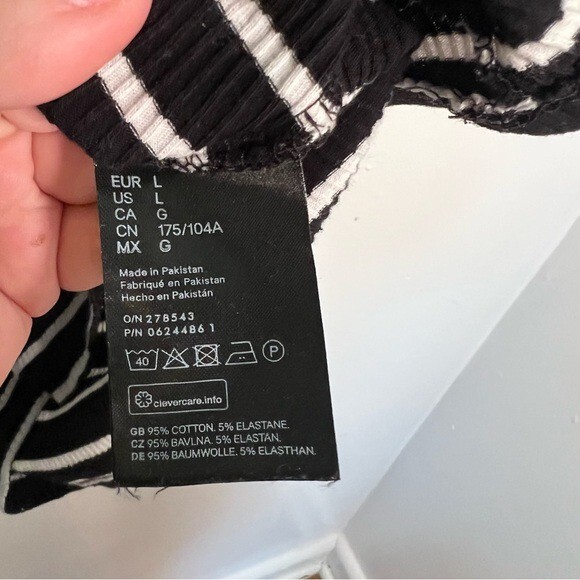 EUR L
US L
CA G
CN 175/104A
MX G
Made in Pakistan
Fabriqué en Pakistan
Hecho en Pakistán
O/N 278543
P/N 0624486 1
40 P
clevercare.info
GB 95% COTTON. 5% ELASTANE.
CZ 95% BAVLNA. 5% ELASTAN.
DE 95% BAUMWOLLE. 5% ELASTHAN.